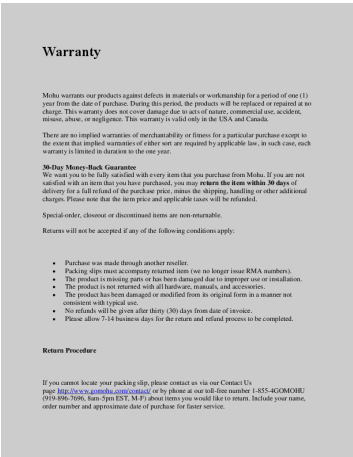 Warranty
Mohu warrants our products against defects in materials or workmanship for a period of one (1)
year from the date of purchase. During this period, the products will be replaced or repaired at no
charge. This warranty does not cover damage due to acts of nature, commercial use, accident,
misuse, abuse, or negligence. This warranty is valid only in the USA and Canada.
There are no implied warranties of merchantability or fitness for a particular purpose except to
the extent that implied warranties of either sort are required by applicable law, in such case, each
warranty is limited in duration to the one year.
30-Day Money-Back Guarantee
We want you to be fully satisfied with every item that you purchase from Mohu. If you are not
satisfied with an item that you have purchased, you may return the item within 30 days of
delivery for a full refund of the purchase price, minus the shipping, handling or other additional
charges. Please note that the item price and applicable taxes will be refunded.
Special-order, closeout or discontinued items are non-returnable.
Returns will not be accepted if any of the following conditions apply:
• Purchase was made through another reseller.
• Packing slips must accompany returned item (we no longer issue RMA numbers).
• The product is missing parts or has been damaged due to improper use or installation.
• The product is not returned with all hardware, manuals, and accessories.
• The product has been damaged or modified from its original form in a manner not
consistent with typical use.
• No refunds will be given after thirty (30) days from date of invoice.
• Please allow 7-14 business days for the return and refund process to be completed.
Return Procedure
If you cannot locate your packing slip, please contact us via our Contact Us
page http://www.gomohu.com/contact/ or by phone at our toll-free number 1-855-4GOMOHU
(919-896-7696, 8am-5pm EST, M-F) about items you would like to return. Include your name,
order number and approximate date of purchase for faster service.